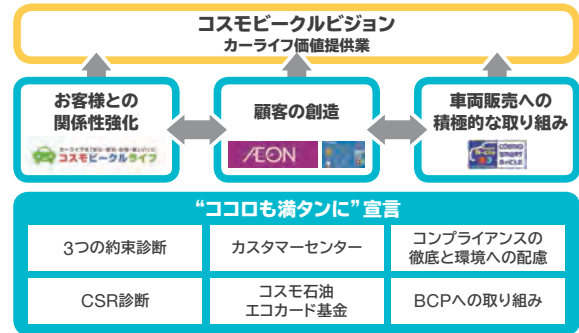 コスモビークルビジョン
カーライフ価値提供業
お客様との
関係性強化
コスモビークルライフ
顧客の創造
ÆON
車両販売への
積極的な取り組み
COSMO
SMART
B-cLE
“ココロも満タンに”宣言
3つの約束診断
カスタマーセンター
コンプライアンスの
徹底と環境への配慮
CSR診断
コスモ石油
エコカード基金
BCPへの取り組み